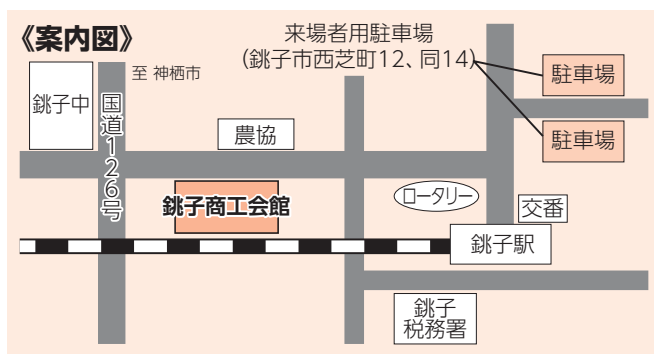 《案内図》
来場者用駐車場
(銚子市西芝町12、同14)
至 神栖市
銚子中
国道126号
駐車場
駐車場
農協
銚子商工会館
ロータリー
交番
銚子駅
銚子
税務署